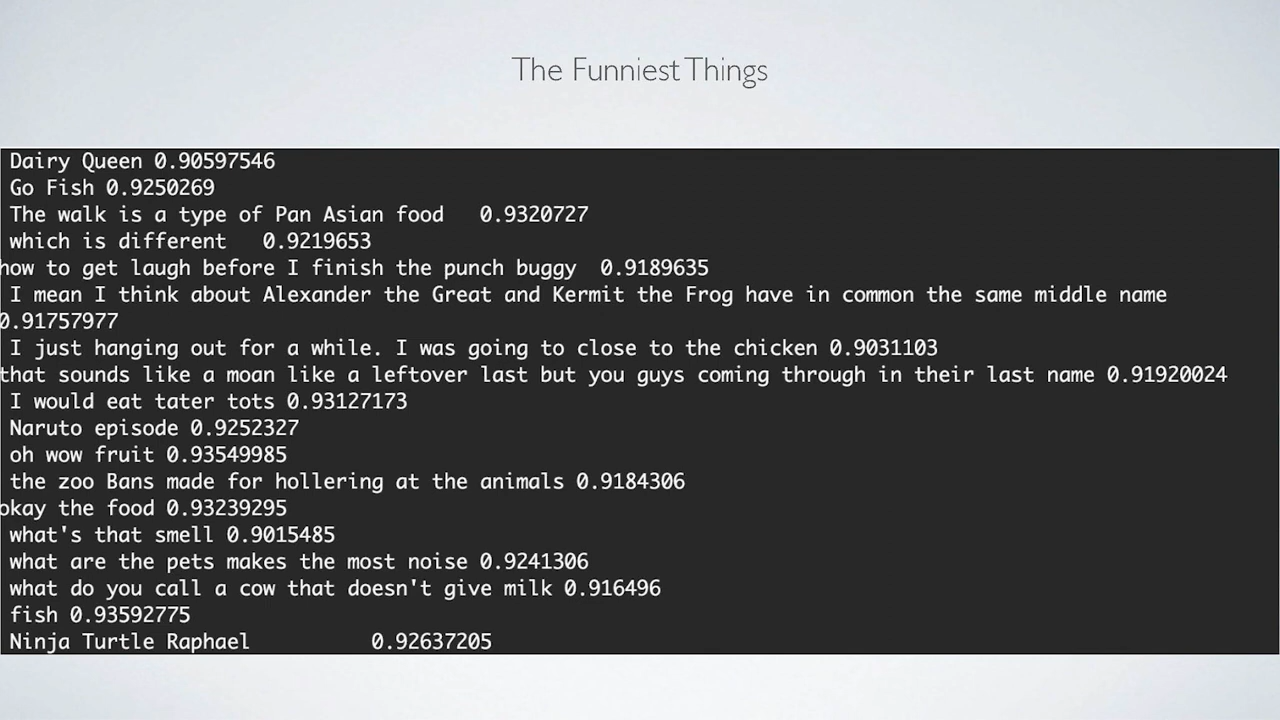 The Funniest Things
Dairy Queen 0.90597546
Go Fish 0.9250269
The walk is a type of Pan Asian food 0.9320727
which is different 0.9219653
how to get laugh before I finish the punch buggy 0.9189635
I mean I think about Alexander the Great and Kermit the Frog have in common the same middle name
0.91757977
I just hanging out for a while. I was going to close to the chicken 0.9031103
that sounds like a moan like a leftover last but you guys coming through in their last name 0.91920024
I would eat tater tots 0.93127173
Naruto episode 0.9252327
oh wow fruit 0.93549985
the zoo Bans made for hollering at the animals 0.9184306
okay the food 0.93239295
what's that smell 0.9015485
what are the pets makes the most noise 0.9241306
what do you call a cow that doesn't give milk 0.916496
fish 0.93592775
Ninja Turtle Raphael 0.92637205